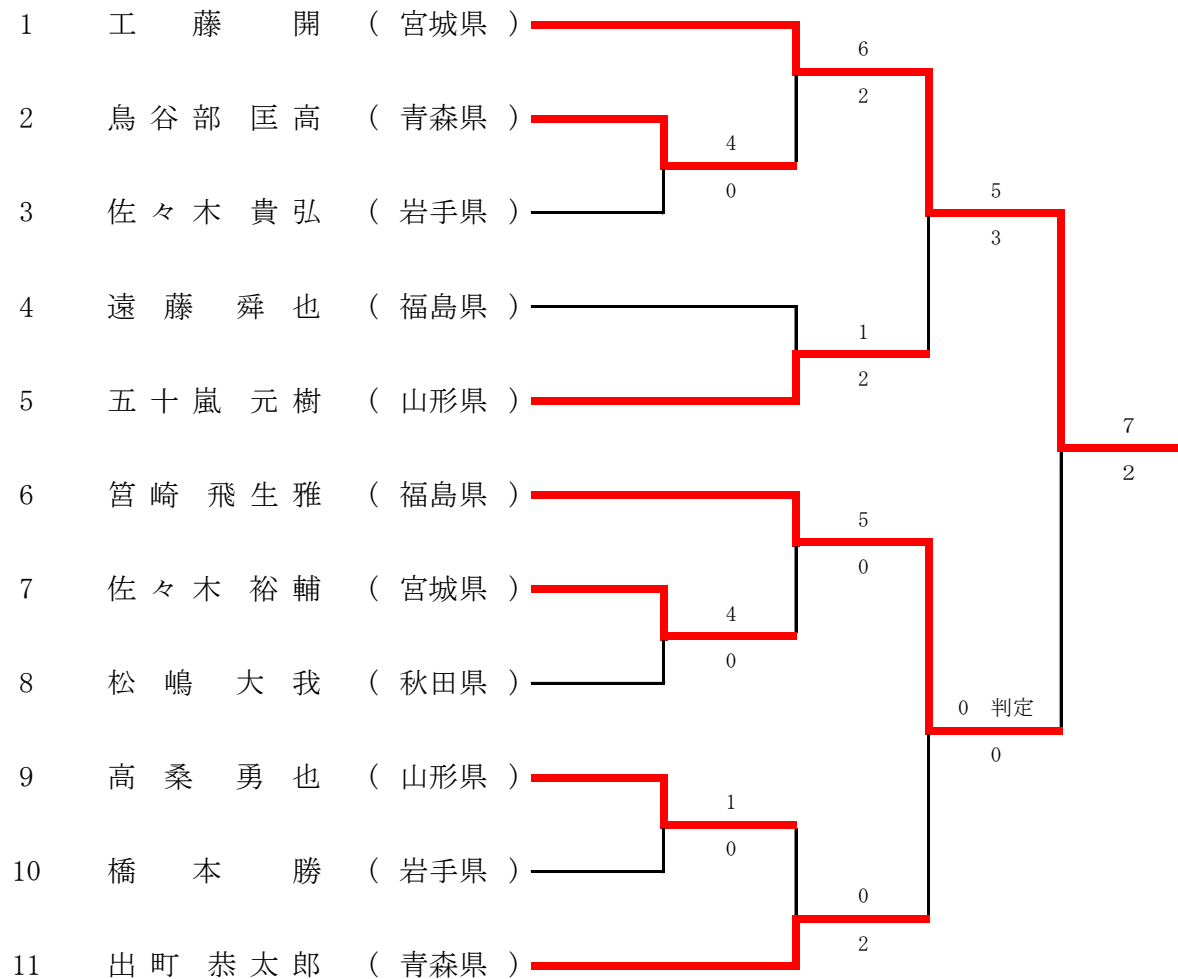 1 工藤 開 ( 宮城県 )
6
2
2 鳥谷部 匡高 ( 青森県 )
4
0
5
3 佐々木 貴弘 ( 岩手県 )
3
4 遠藤 舜也 ( 福島県 )
1
2
5 五十嵐 元樹 ( 山形県 )
7
2
6 筥崎 飛生雅 ( 福島県 )
5
0
7 佐々木 裕輔 ( 宮城県 )
4
0
8 松嶋 大我 ( 秋田県 )
0 判定
0
9 高桑 勇也 ( 山形県 )
1
0
10 橋本 勝 ( 岩手県 )
0
2
11 出町 恭太郎 ( 青森県 )